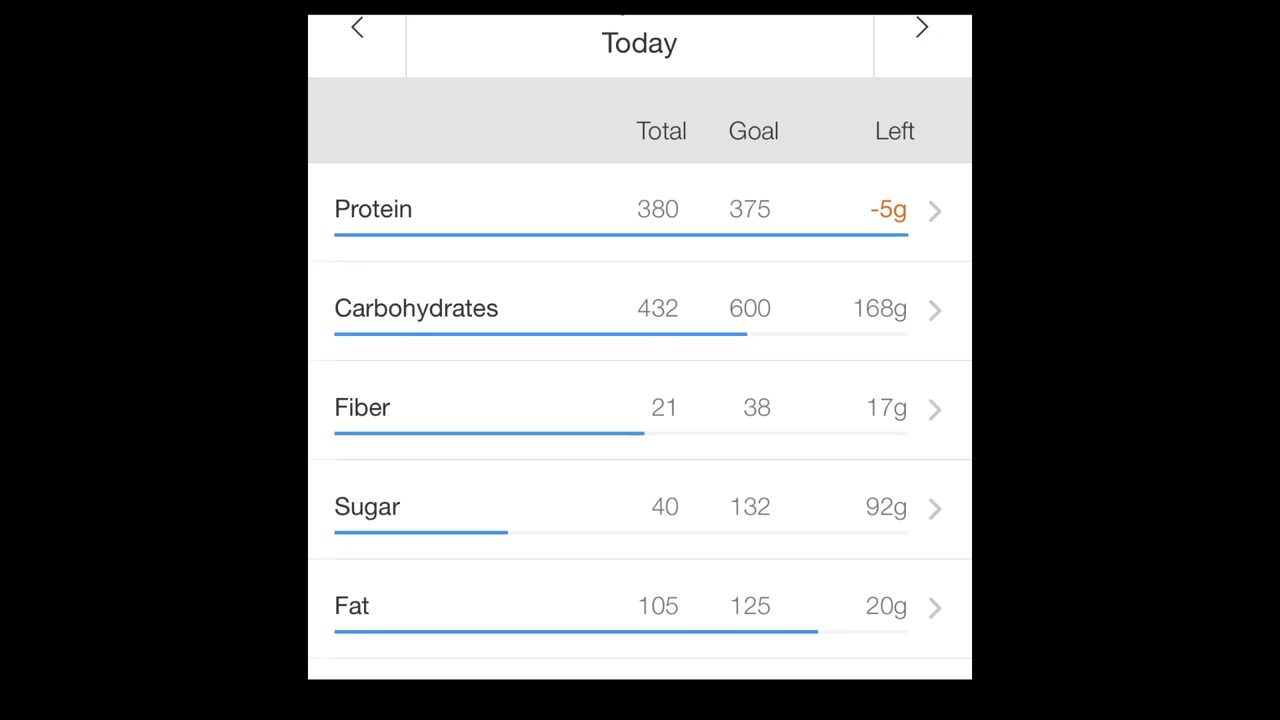 Today
Total Goal Left
Protein 380 375 -5g
Carbohydrates 432 600 168g
Fiber 21 38 17g
Sugar 40 132 92g
Fat 105 125 20g